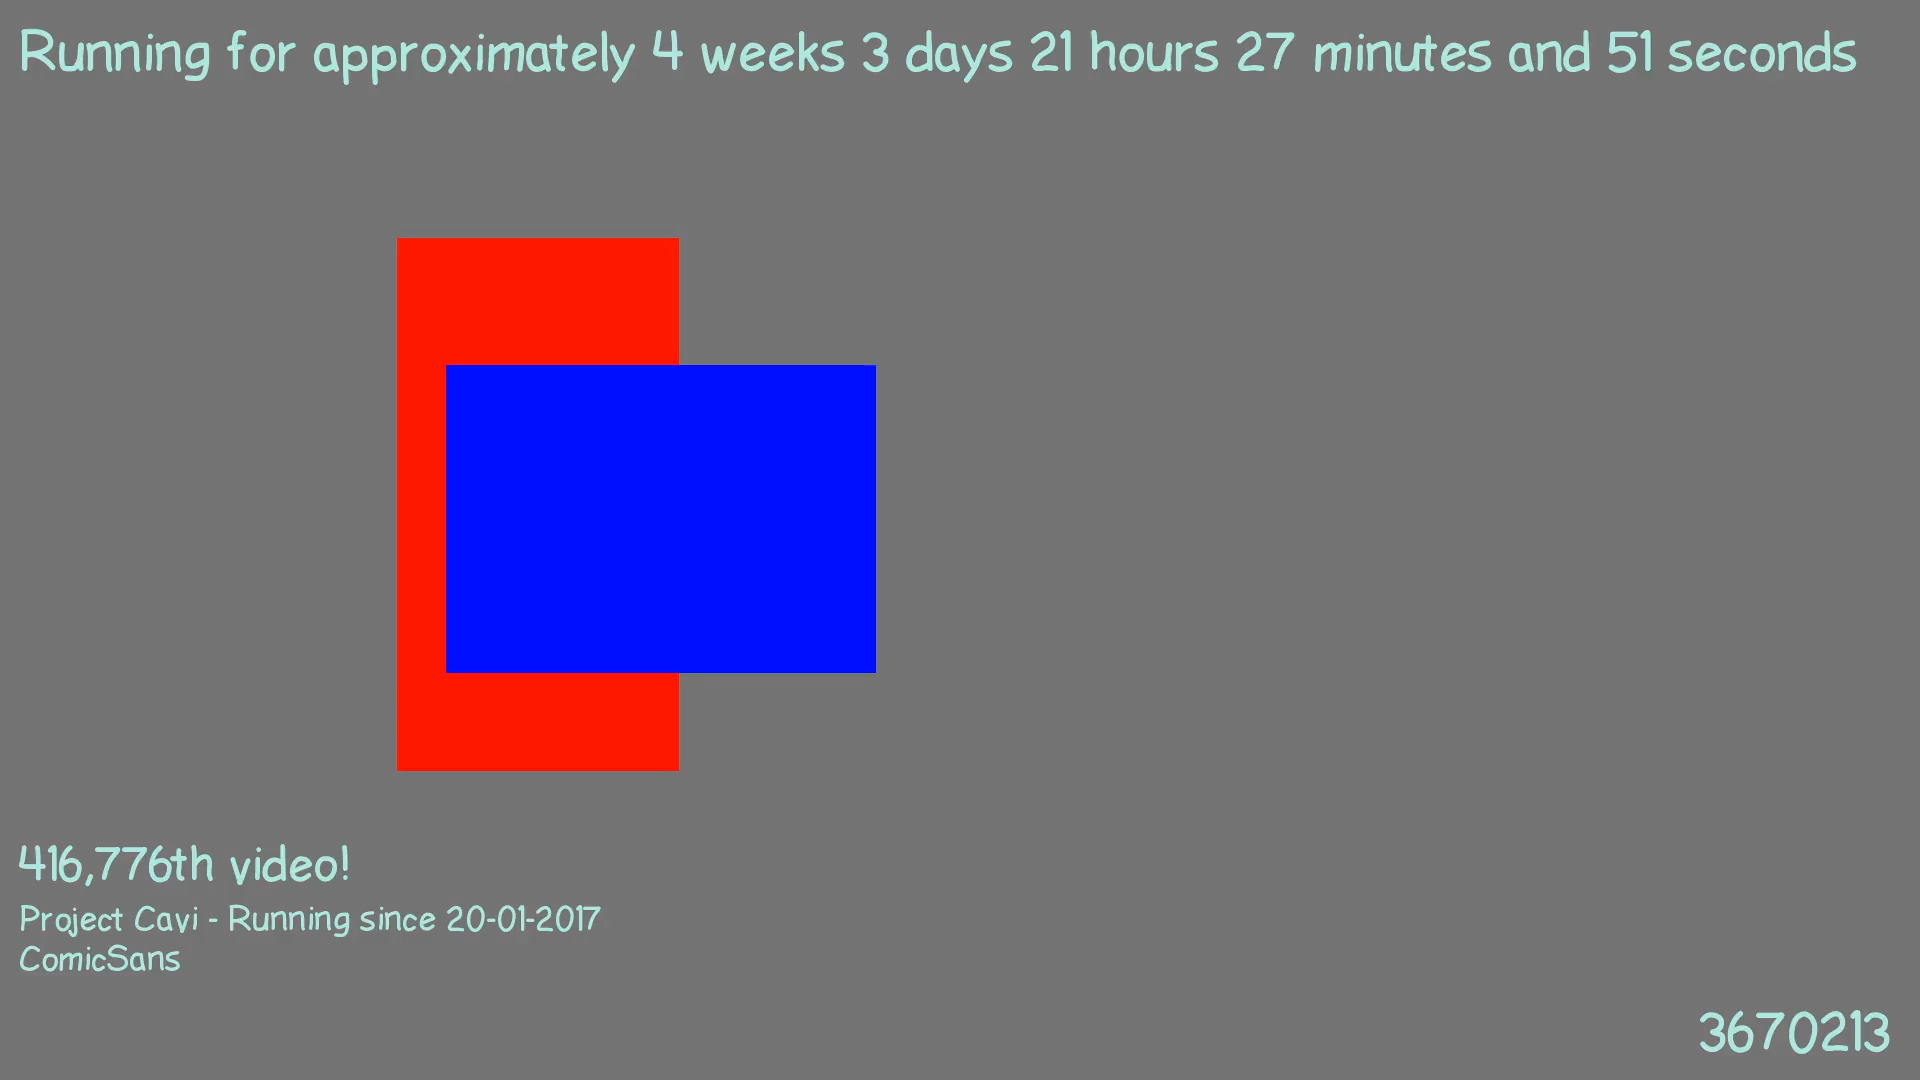 Running for approximately 4 weeks 3 days 21 hours 27 minutes and 51 seconds
416,776th video!
Project Cavi - Running since 20-01-2017
ComicSans
3670213